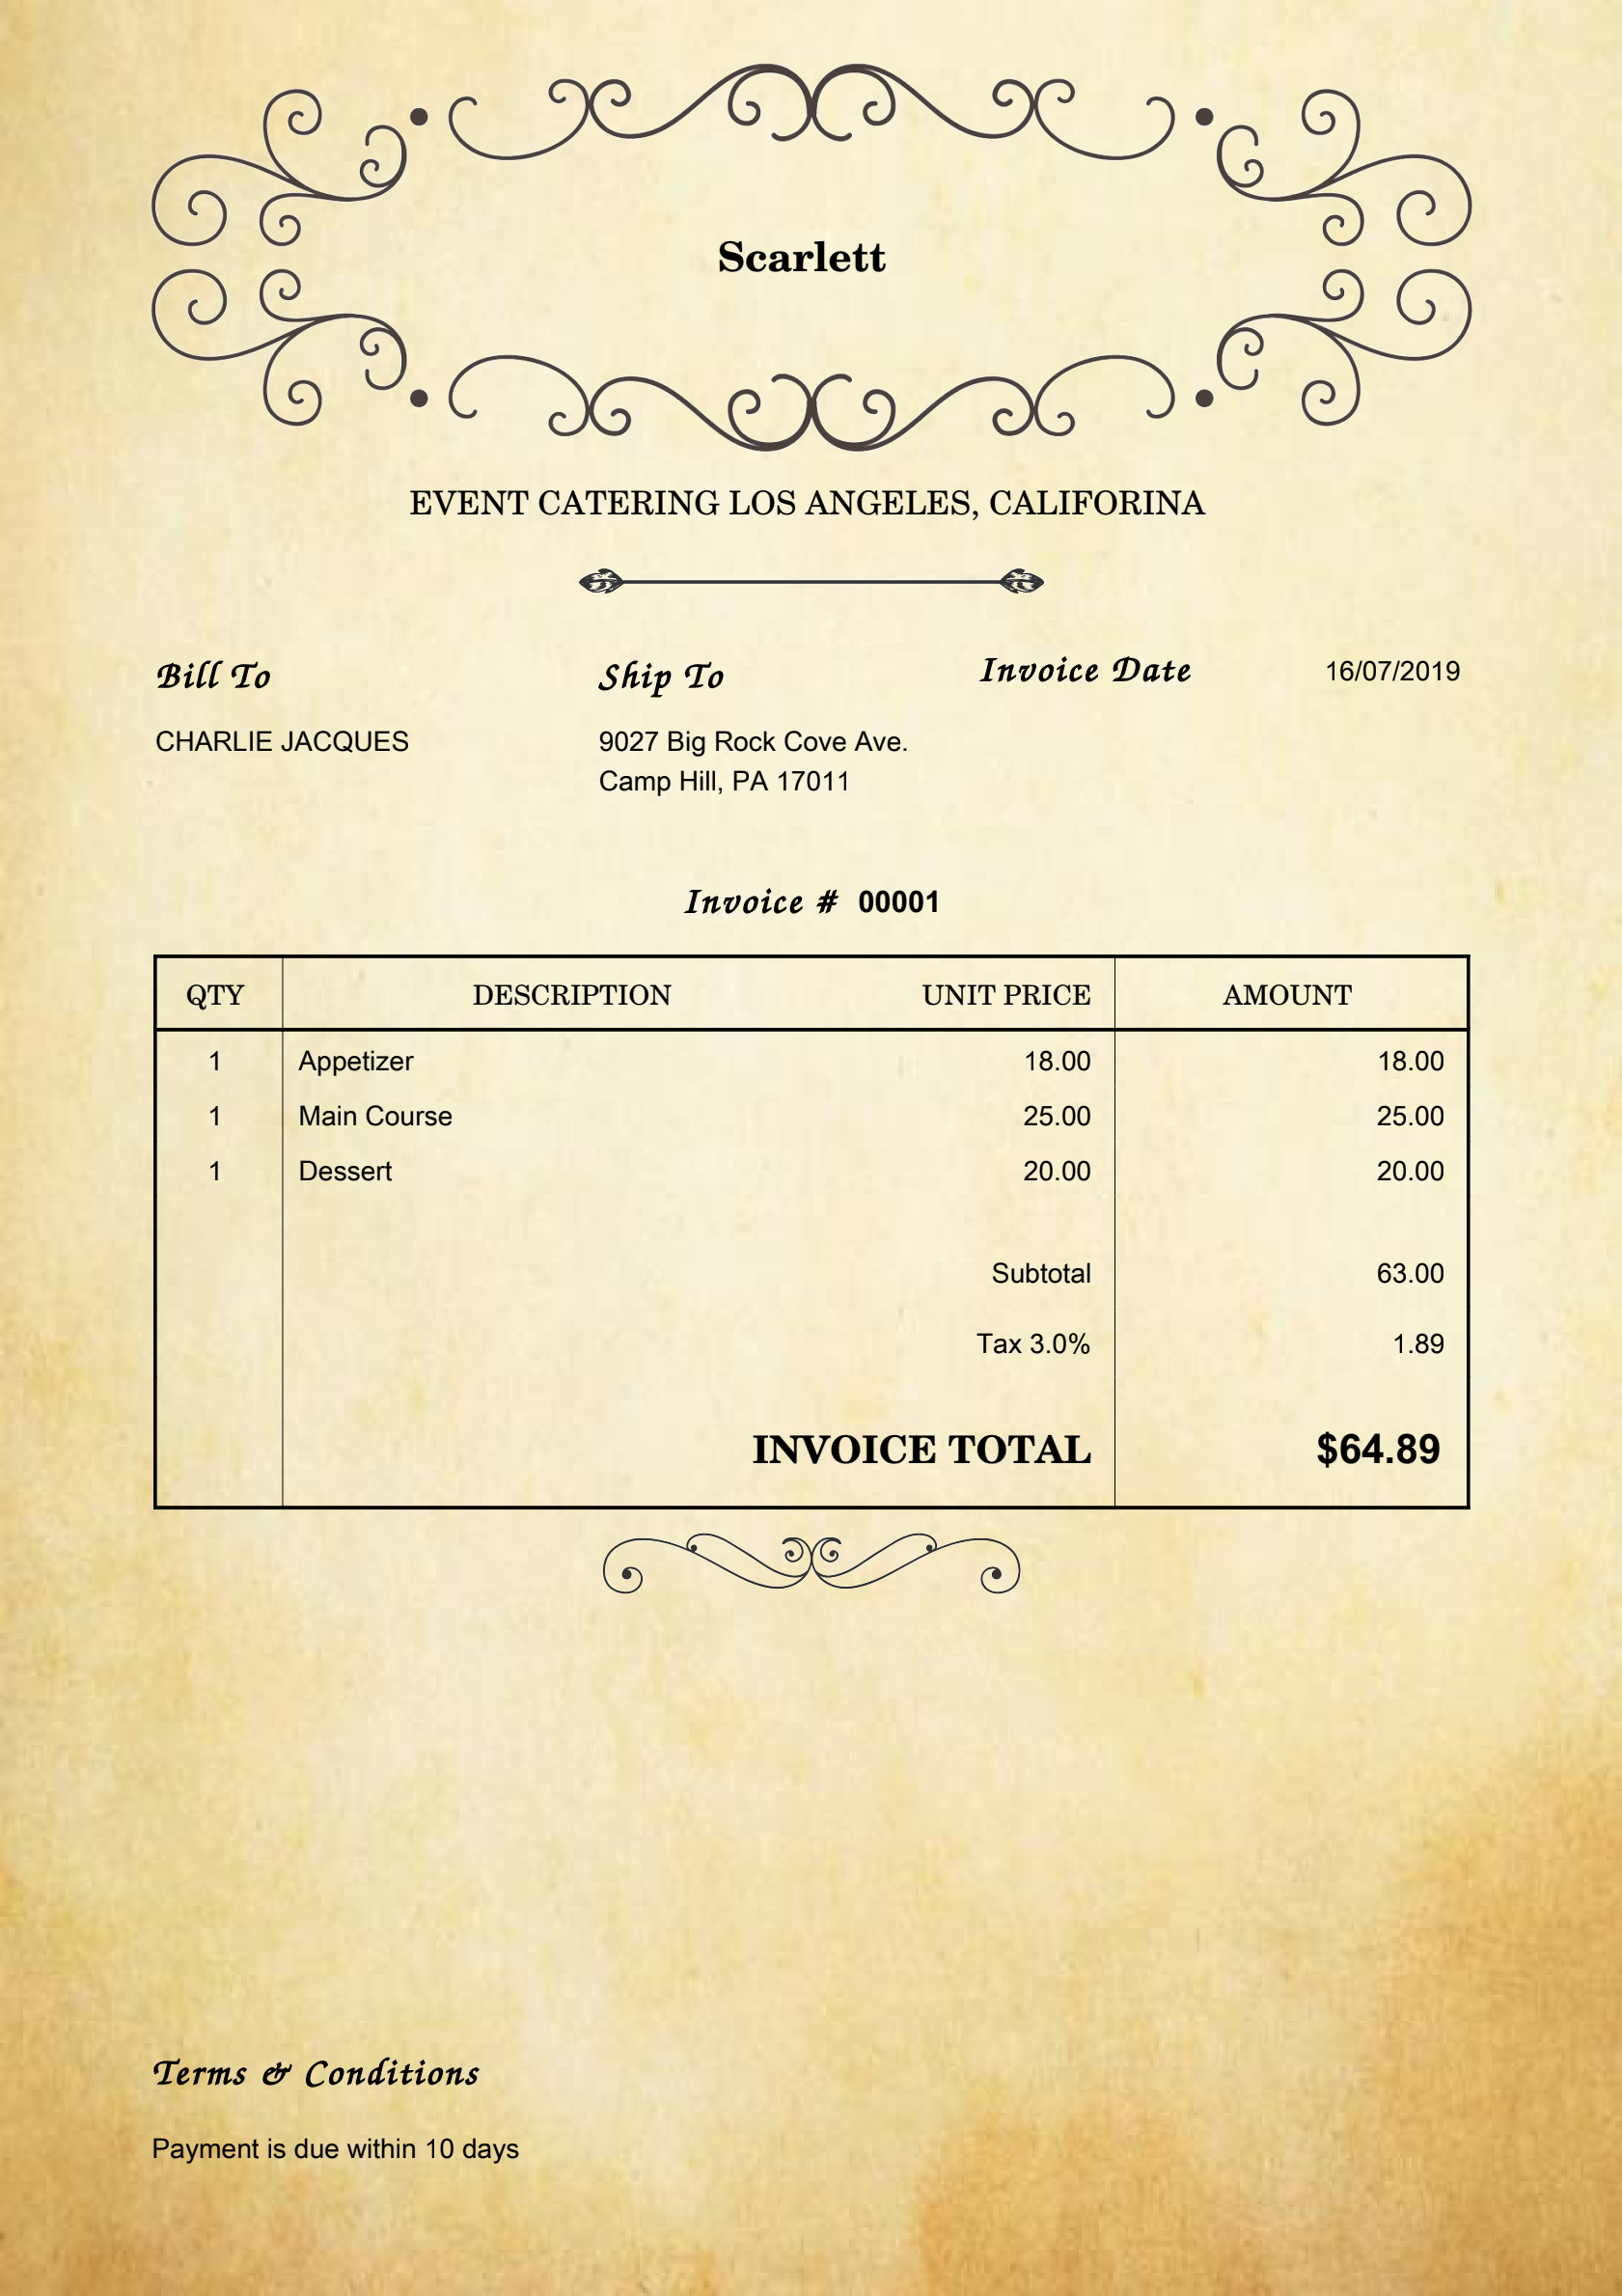 Scarlett
EVENT CATERING LOS ANGELES, CALIFORINA
Bill To
CHARLIE JACQUES
Ship To
9027 Big Rock Cove Ave.
Camp Hill, PA 17011
Invoice Date 16/07/2019
Invoice # 00001
QTY DESCRIPTION UNIT PRICE AMOUNT
1 Appetizer 18.00 18.00
1 Main Course 25.00 25.00
1 Dessert 20.00 20.00
Subtotal 63.00
Tax 3.0% 1.89
INVOICE TOTAL $64.89
Terms & Conditions
Payment is due within 10 days